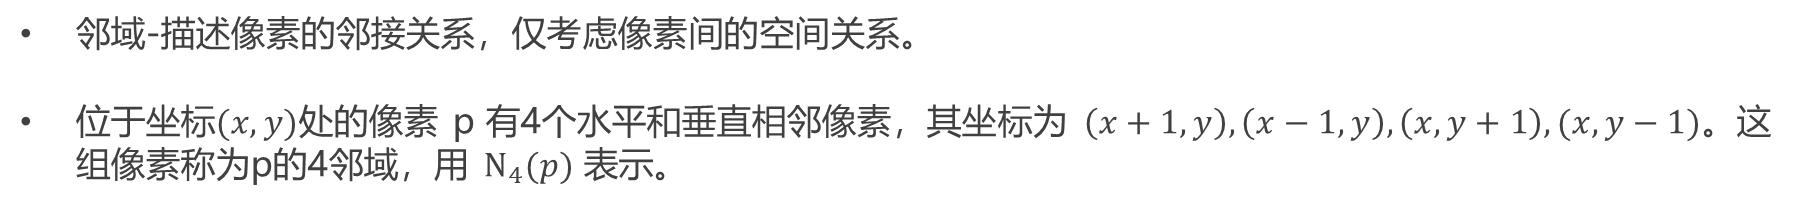 • 邻域-描述像素的邻接关系，仅考虑像素间的空间关系。
• 位于坐标(x, y)处的像素 p 有4个水平和垂直相邻像素，其坐标为 (x + 1, y), (x − 1, y), (x, y + 1), (x, y − 1)。这
组像素称为p的4邻域，用 N₄(p) 表示。